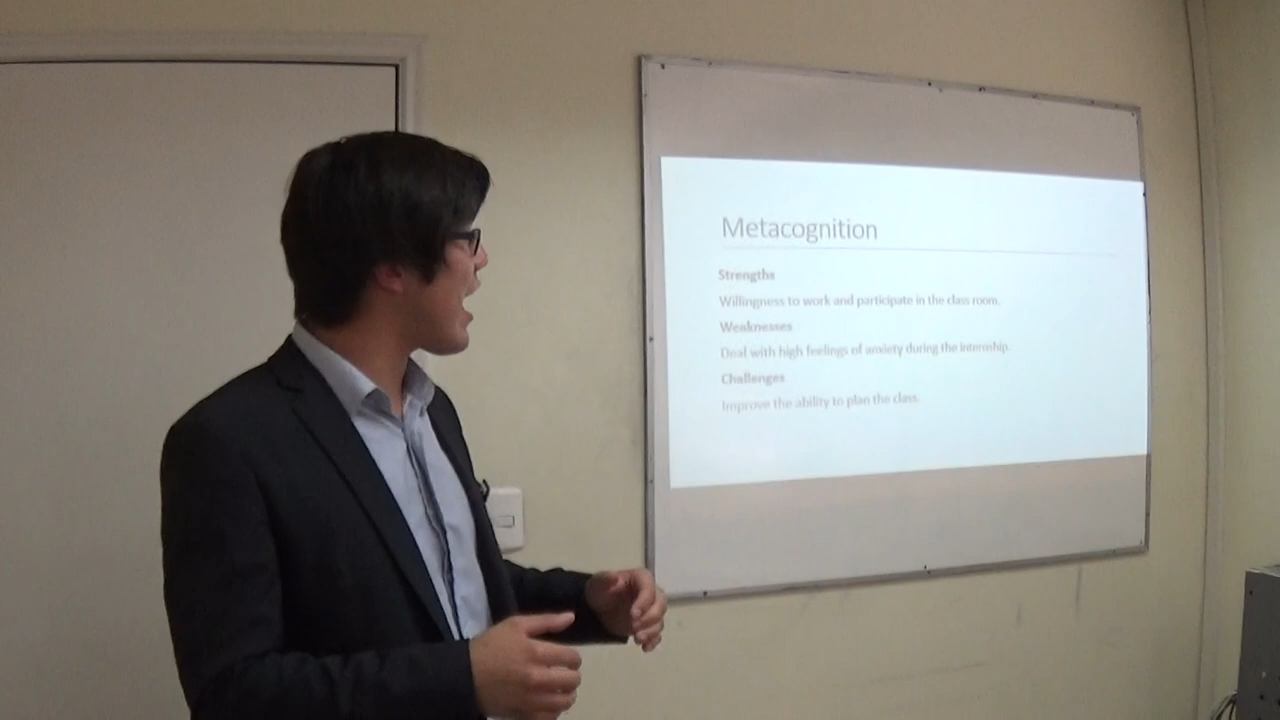 Metacognition
Strengths
Willingness to work and participate in the class room.
Weaknesses
Deal with high feelings of anxiety during the internship.
Challenges
Improve the ability to plan the class.